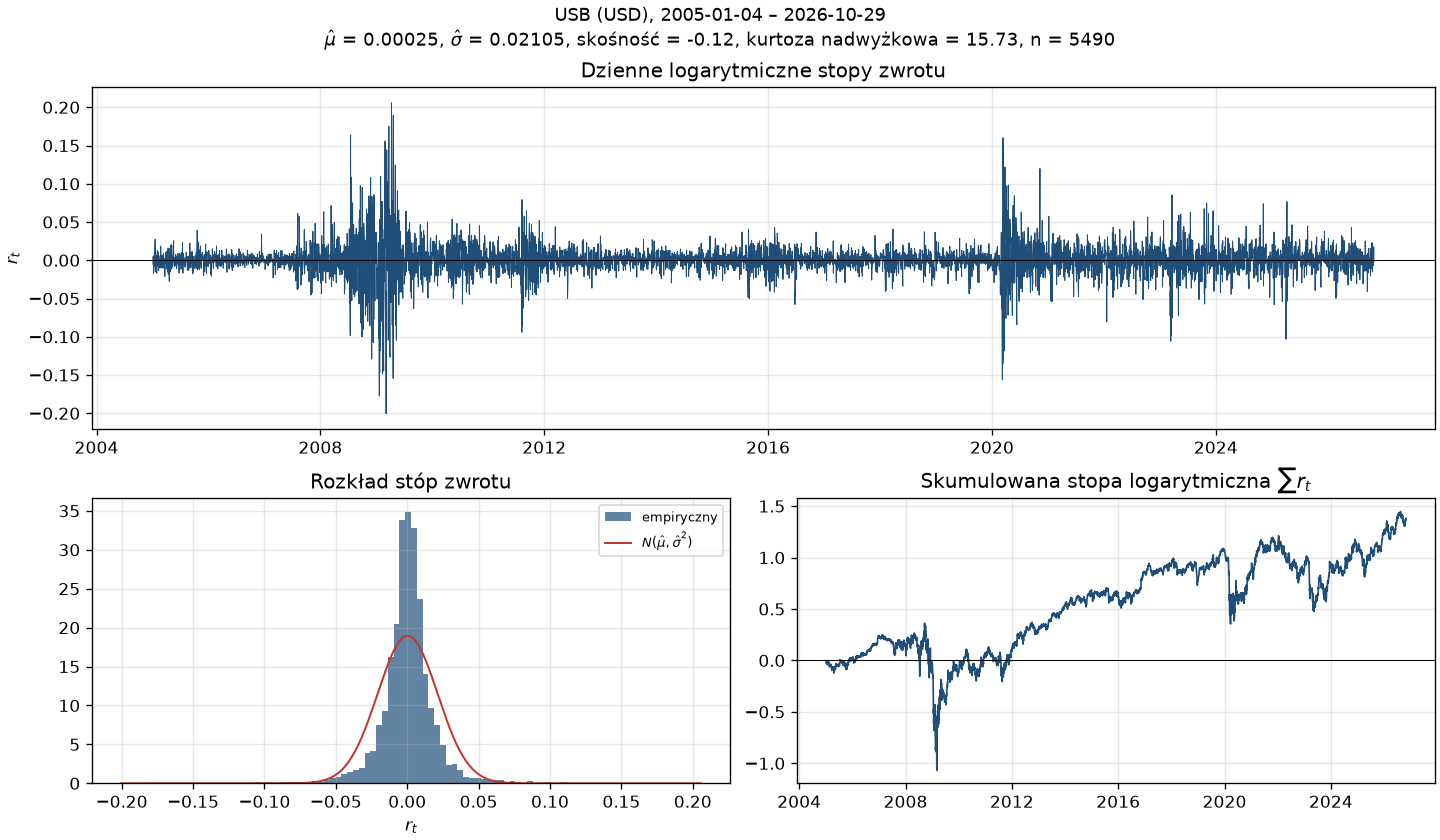 USB (USD), 2005-01-04 – 2026-10-29
μ̂ = 0.00025, σ̂ = 0.02105, skośność = -0.12, kurtoza nadwyżkowa = 15.73, n = 5490
Dzienne logarytmiczne stopy zwrotu
0.20
0.15
0.10
0.05
0.00
−0.05
−0.10
−0.15
−0.20
r_t
2004 2008 2012 2016 2020 2024
Rozkład stóp zwrotu
35
30
25
20
15
10
5
0
empiryczny
N(μ̂, σ̂²)
−0.20 −0.15 −0.10 −0.05 0.00 0.05 0.10 0.15 0.20
r_t
Skumulowana stopa logarytmiczna ∑r_t
1.5
1.0
0.5
0.0
−0.5
−1.0
2004 2008 2012 2016 2020 2024